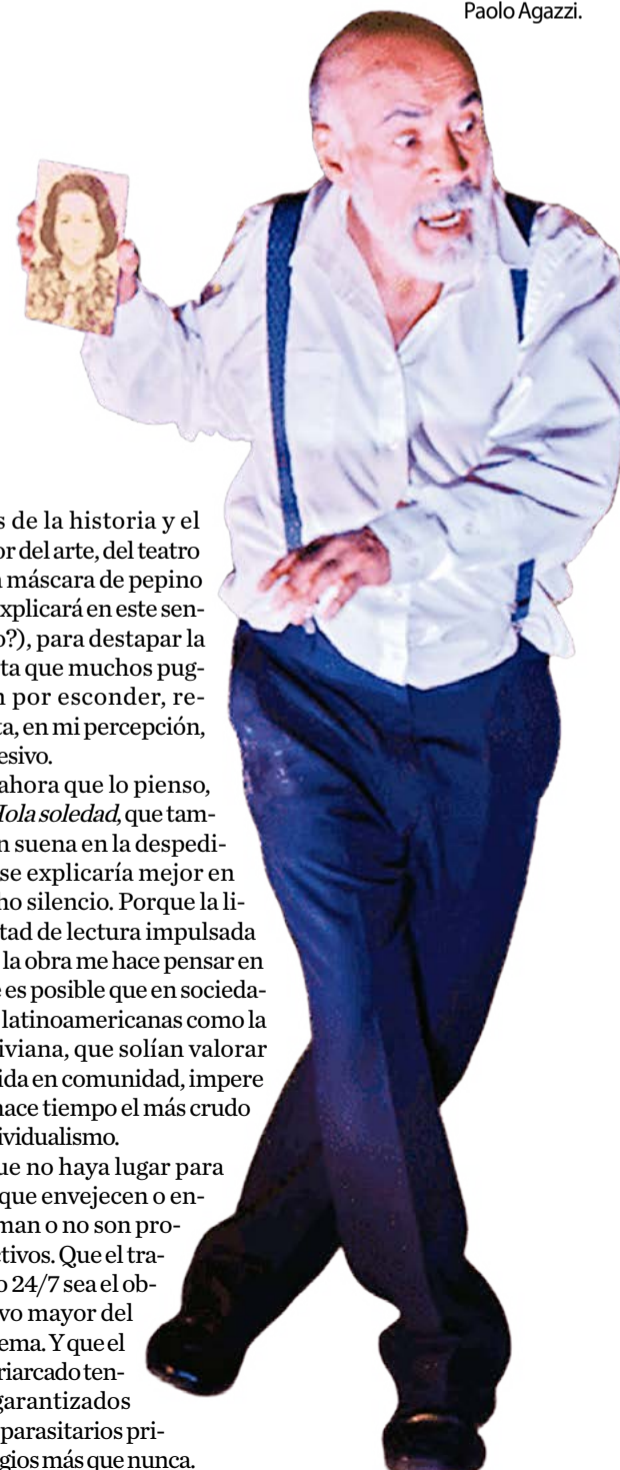 Paolo Agazzi.
s de la historia y el
or del arte, del teatro
máscara de pepino
xplicará en este sen-
o?), para destapar la
ta que muchos pug-
n por esconder, re-
ta, en mi percepción,
esivo.
ahora que lo pienso,
Hola soledad, que tam-
n suena en la despedi-
se explicaría mejor en
ho silencio. Porque la li-
tad de lectura impulsada
la obra me hace pensar en
e es posible que en socieda-
latinoamericanas como la
iviana, que solían valorar
ida en comunidad, impere
hace tiempo el más crudo
ividualismo.
ue no haya lugar para
que envejecen o en-
man o no son pro-
ctivos. Que el tra-
o 24/7 sea el ob-
vo mayor del
ema. Y que el
riarcado ten-
garantizados
parasitarios pri-
gios más que nunca.